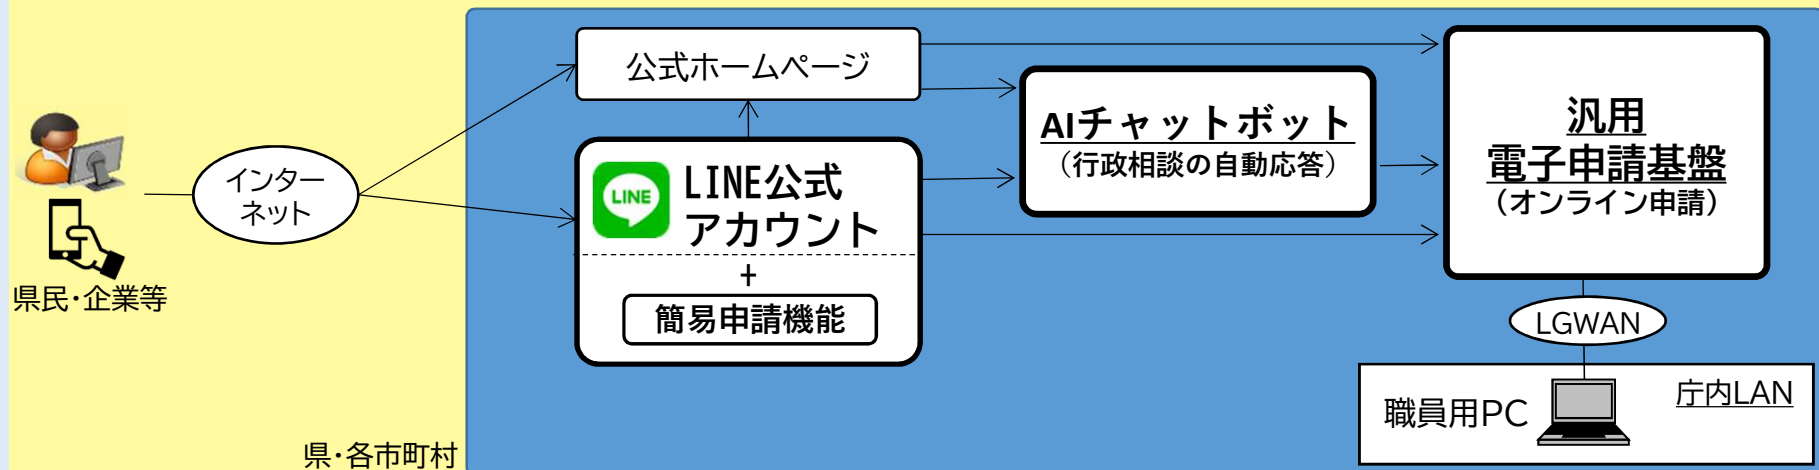 県民・企業等
インター
ネット
公式ホームページ
LINE
LINE公式
アカウント
+
簡易申請機能
AIチャットボット
（行政相談の自動応答）
汎用
電子申請基盤
（オンライン申請）
LGWAN
職員用PC
庁内LAN
県・各市町村